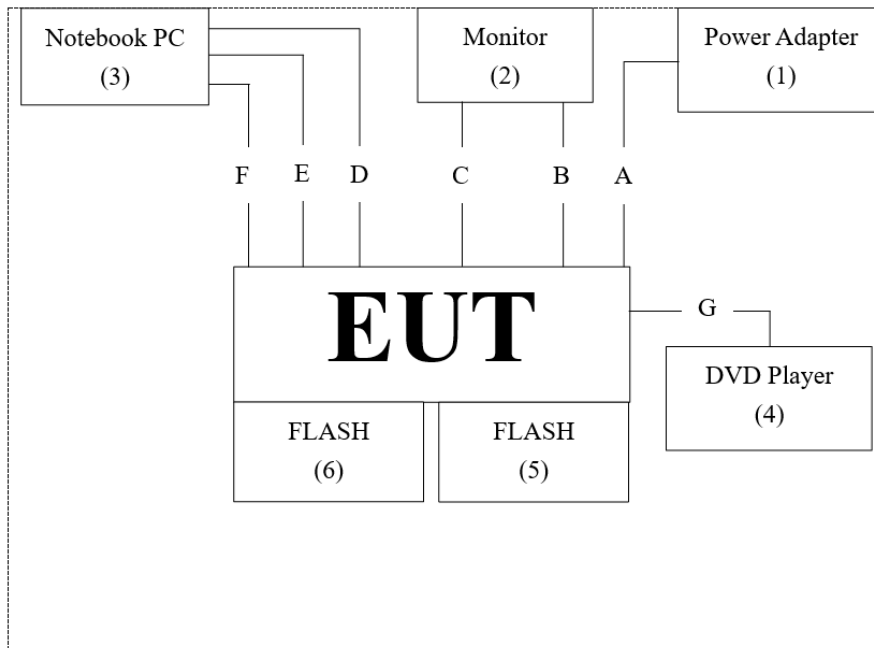 Notebook PC
(3)
Monitor
(2)
Power Adapter
(1)
F
E
D
C
B
A
EUT
G
DVD Player
(4)
FLASH
(6)
FLASH
(5)